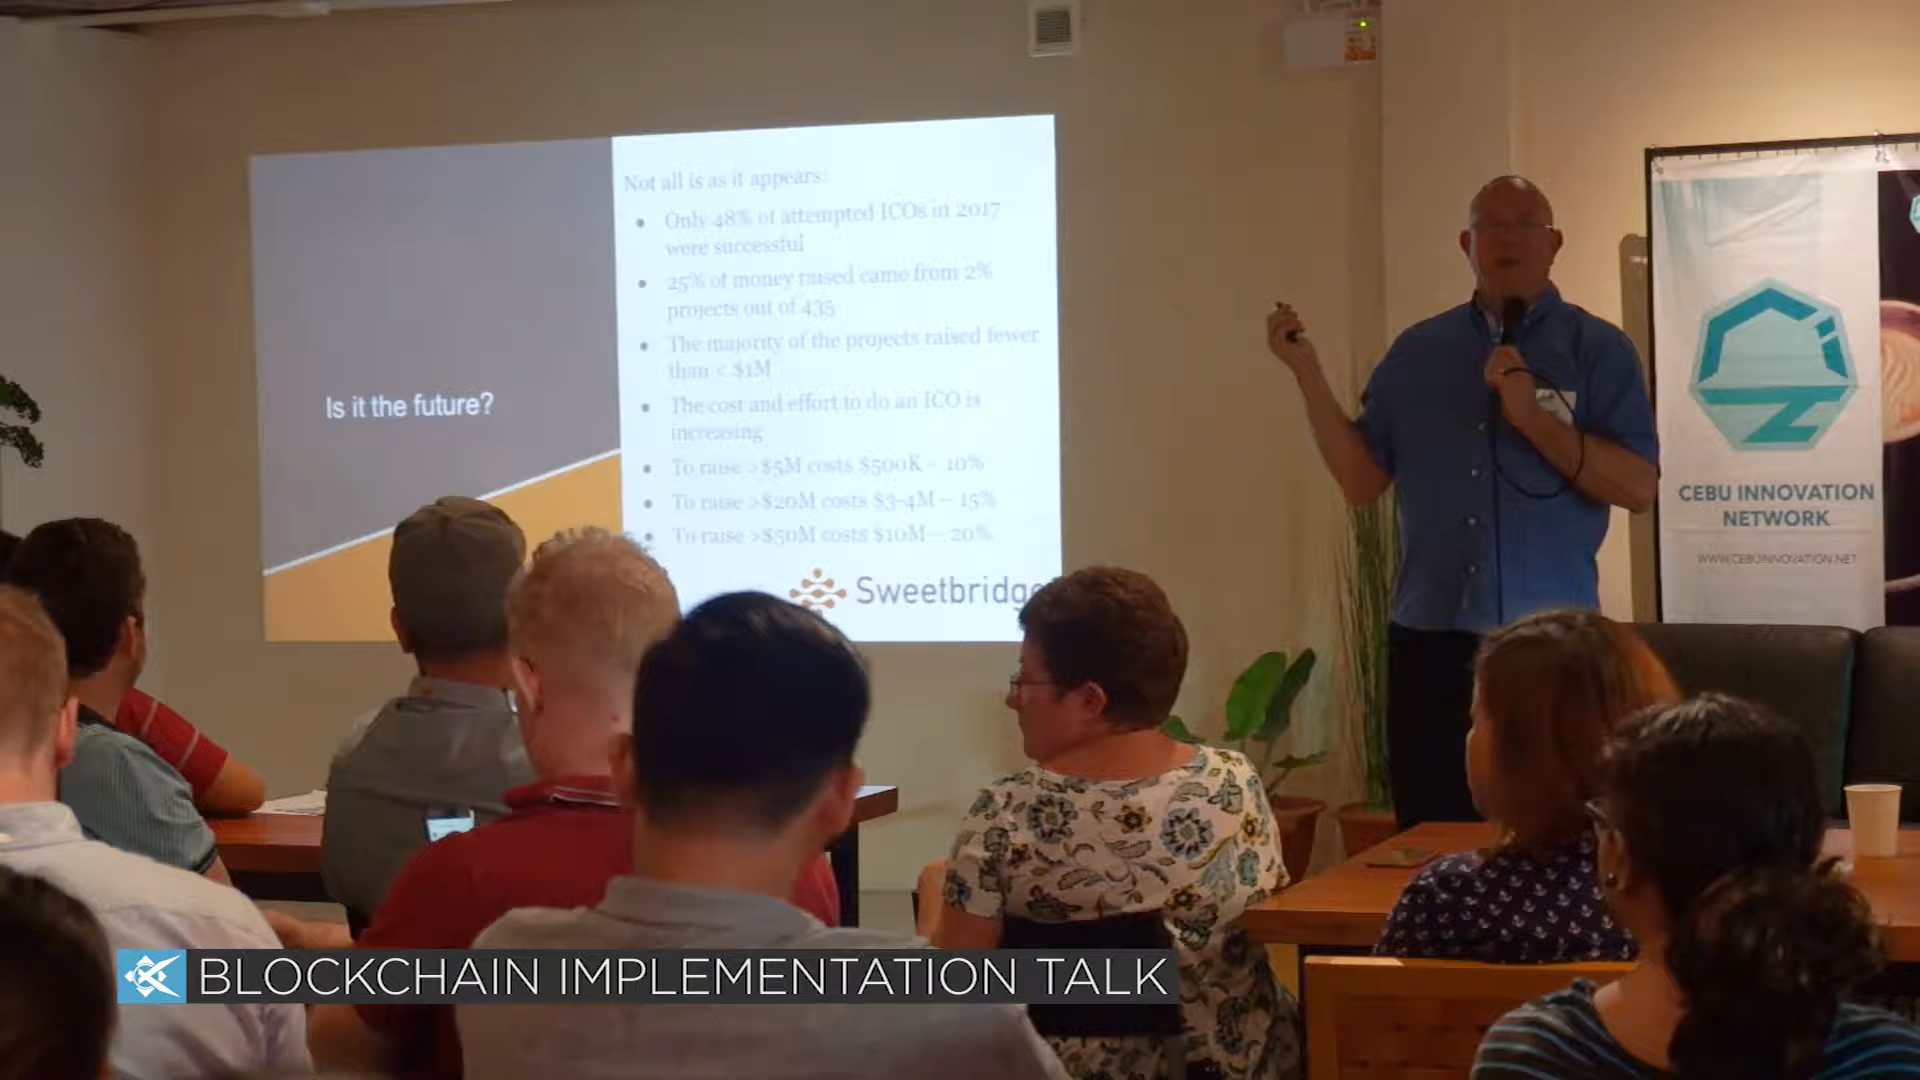 Not all is as it appears:
Only 48% of attempted ICOs in 2017
were successful
25% of money raised came from 2%
projects out of 435
The majority of the projects raised fewer
than < $1M
The cost and effort to do an ICO is
increasing
To raise >$5M costs $500K – 10%
To raise >$20M costs $3-4M – 15%
To raise >$50M costs $10M – 20%
Is it the future?
Sweetbridge
CEBU INNOVATION
NETWORK
WWW.CEBUINNOVATION.NET
BLOCKCHAIN IMPLEMENTATION TALK